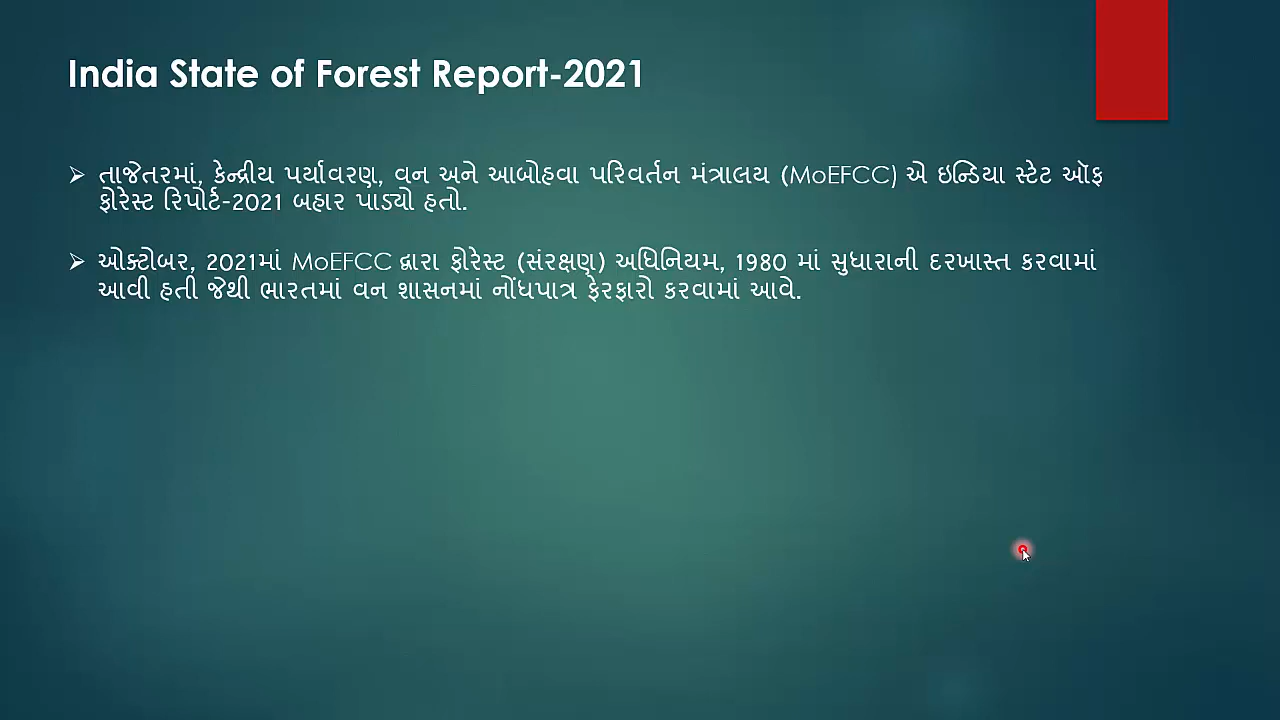 India State of Forest Report-2021
➢ તાજેતરમાં, કેન્દ્રીય પર્યાવરણ, વન અને આબોહવા પરિવર્તન મંત્રાલય (MoEFCC) એ ઇન્ડિયા સ્ટેટ ઑફ
ફોરેસ્ટ રિપોર્ટ-2021 બહાર પાડ્યો હતો.
➢ ઓક્ટોબર, 2021માં MoEFCC દ્વારા ફોરેસ્ટ (સંરક્ષણ) અધિનિયમ, 1980 માં સુધારાની દરખાસ્ત કરવામાં
આવી હતી જેથી ભારતમાં વન શાસનમાં નોંધપાત્ર ફેરફારો કરવામાં આવે.